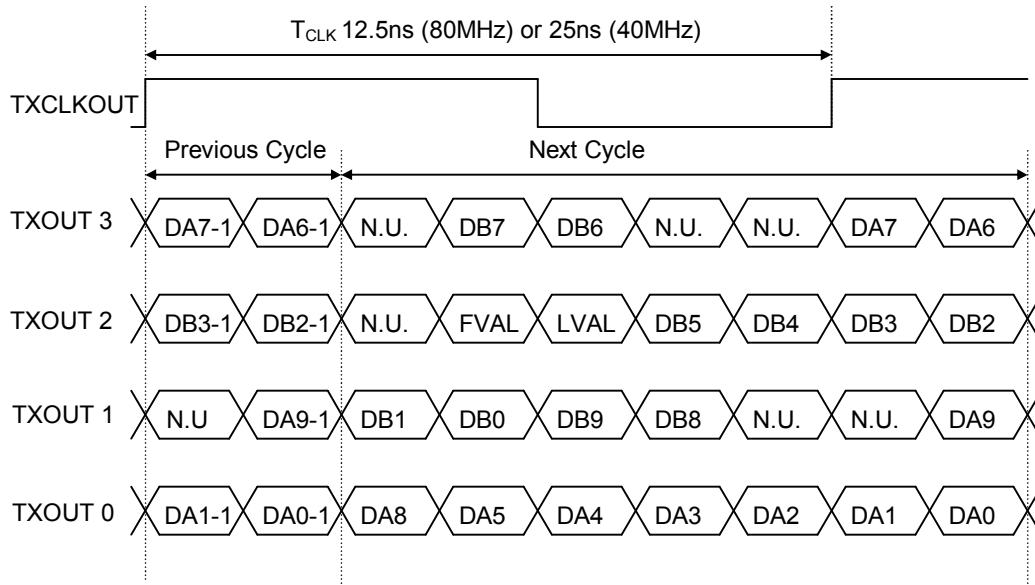 T_CLK 12.5ns (80MHz) or 25ns (40MHz)
TXCLKOUT
Previous Cycle Next Cycle
TXOUT 3 DA7-1 DA6-1 N.U. DB7 DB6 N.U. N.U. DA7 DA6
TXOUT 2 DB3-1 DB2-1 N.U. FVAL LVAL DB5 DB4 DB3 DB2
TXOUT 1 N.U DA9-1 DB1 DB0 DB9 DB8 N.U. N.U. DA9
TXOUT 0 DA1-1 DA0-1 DA8 DA5 DA4 DA3 DA2 DA1 DA0